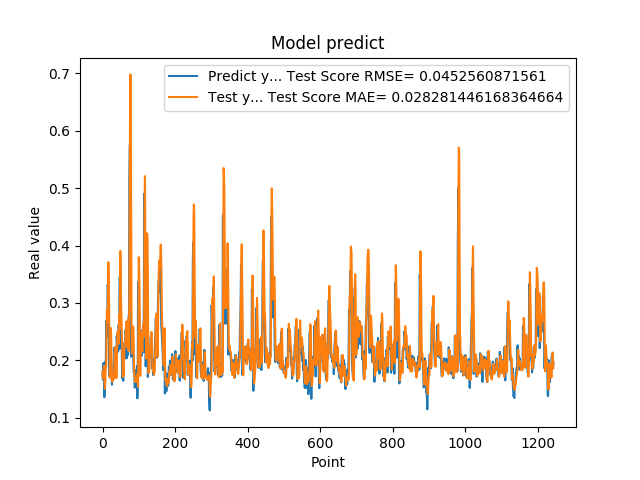 Model predict
Predict y... Test Score RMSE= 0.0452560871561
Test y... Test Score MAE= 0.028281446168364664
Real value
0.7
0.6
0.5
0.4
0.3
0.2
0.1
0 200 400 600 800 1000 1200
Point